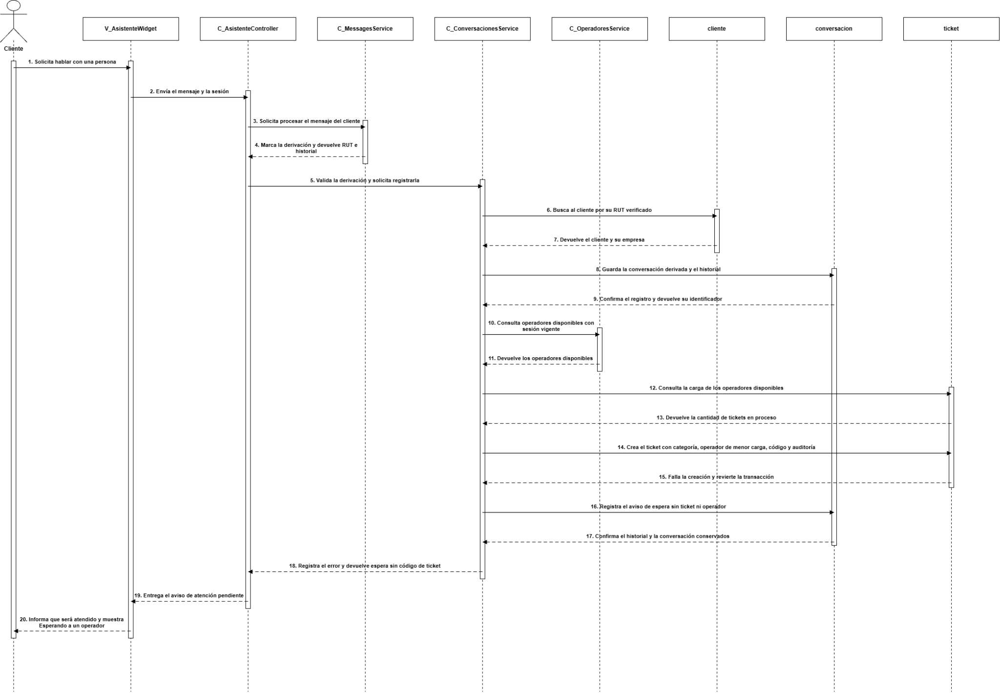 Cliente
V_AsistenteWidget
C_AsistenteController
C_MessagesService
C_ConversacionesService
C_OperadoresService
cliente
conversacion
ticket
1. Solicita hablar con una persona
2. Envía el mensaje y la sesión
3. Solicita procesar el mensaje del cliente
4. Marca la derivación y devuelve RUT e
historial
5. Valida la derivación y solicita registrarla
6. Busca al cliente por su RUT verificado
7. Devuelve el cliente y su empresa
8. Guarda la conversación derivada y el historial
9. Confirma el registro y devuelve su identificador
10. Consulta operadores disponibles con
sesión vigente
11. Devuelve los operadores disponibles
12. Consulta la carga de los operadores disponibles
13. Devuelve la cantidad de tickets en proceso
14. Crea el ticket con categoría, operador de menor carga, código y auditoría
15. Falla la creación y revierte la transacción
16. Registra el aviso de espera sin ticket ni operador
17. Confirma el historial y la conversación conservados
18. Registra el error y devuelve espera sin código de ticket
19. Entrega el aviso de atención pendiente
20. Informa que será atendido y muestra
Esperando a un operador